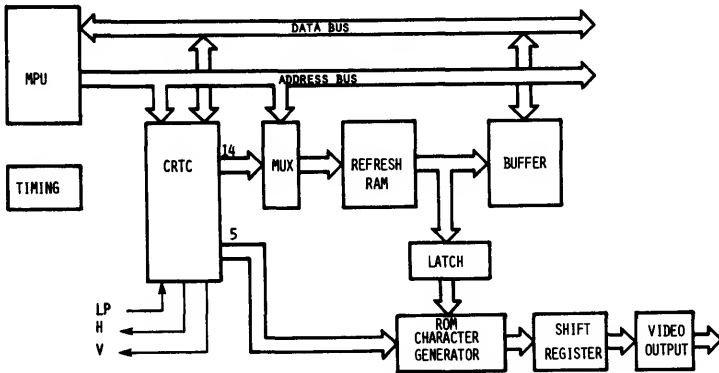 DATA BUS
MPU
ADDRESS BUS
CRTC
14
MUX
REFRESH
RAM
BUFFER
TIMING
5
LATCH
LP
H
V
ROM
CHARACTER
GENERATOR
SHIFT
REGISTER
VIDEO
OUTPUT